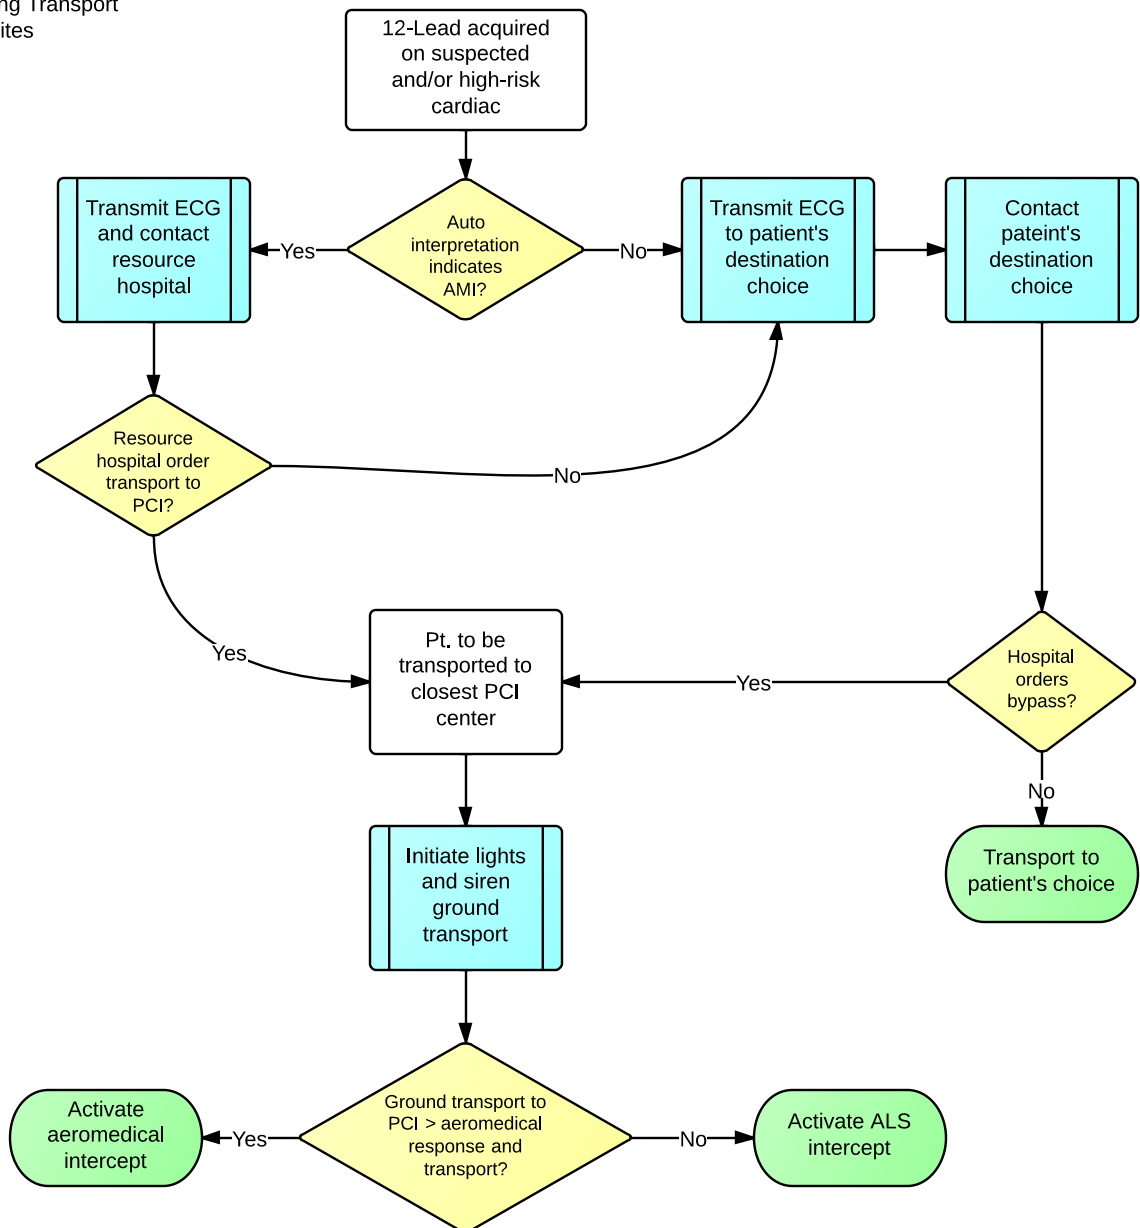 ng Transport
ites
12-Lead acquired
on suspected
and/or high-risk
cardiac
Transmit ECG
and contact
resource
hospital
Yes
Auto
interpretation
indicates
AMI?
No
Transmit ECG
to patient's
destination
choice
Contact
pateint's
destination
choice
Resource
hospital order
transport to
PCI?
No
Yes
Pt. to be
transported to
closest PCI
center
Yes
Hospital
orders
bypass?
No
Initiate lights
and siren
ground
transport
Transport to
patient's choice
Activate
aeromedical
intercept
Yes
Ground transport to
PCI > aeromedical
response and
transport?
No
Activate ALS
intercept